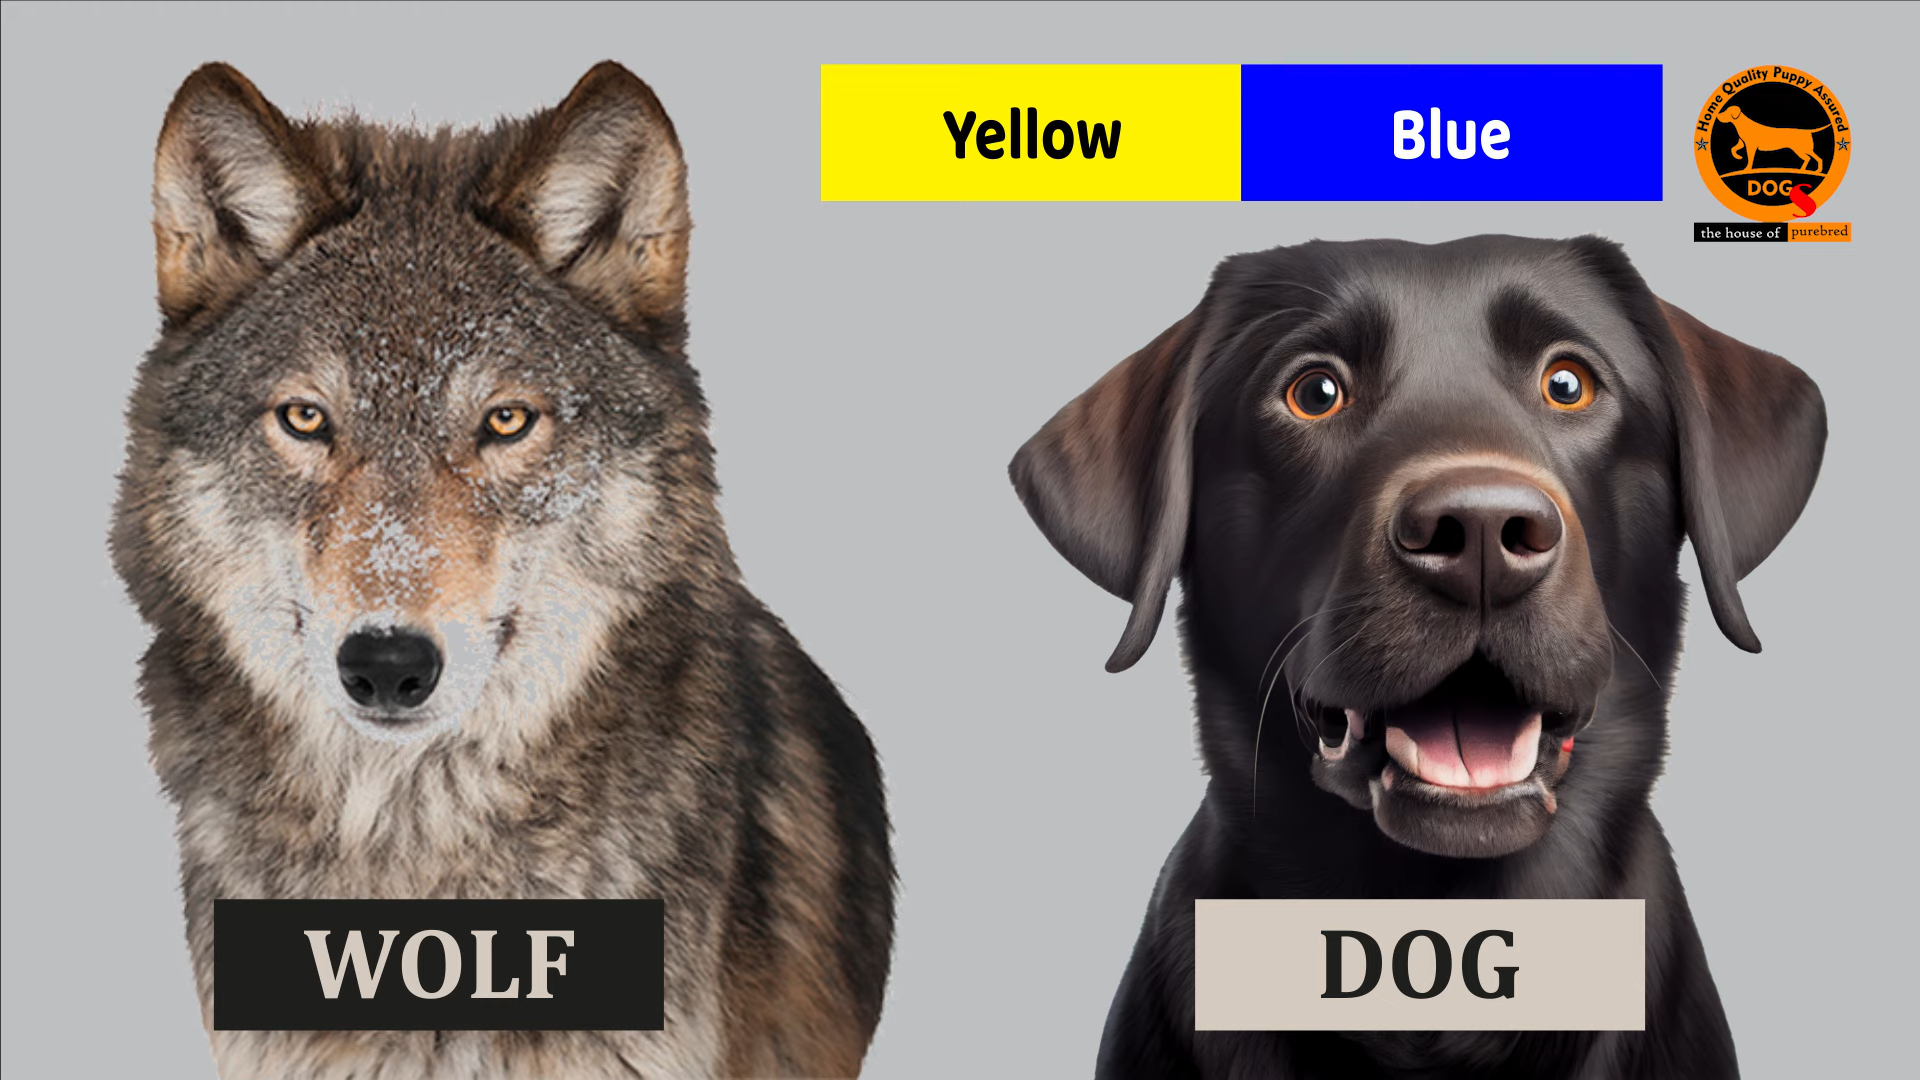 Yellow
Blue
Home Quality Puppy Assured
DOGS
the house of purebred
WOLF
DOG